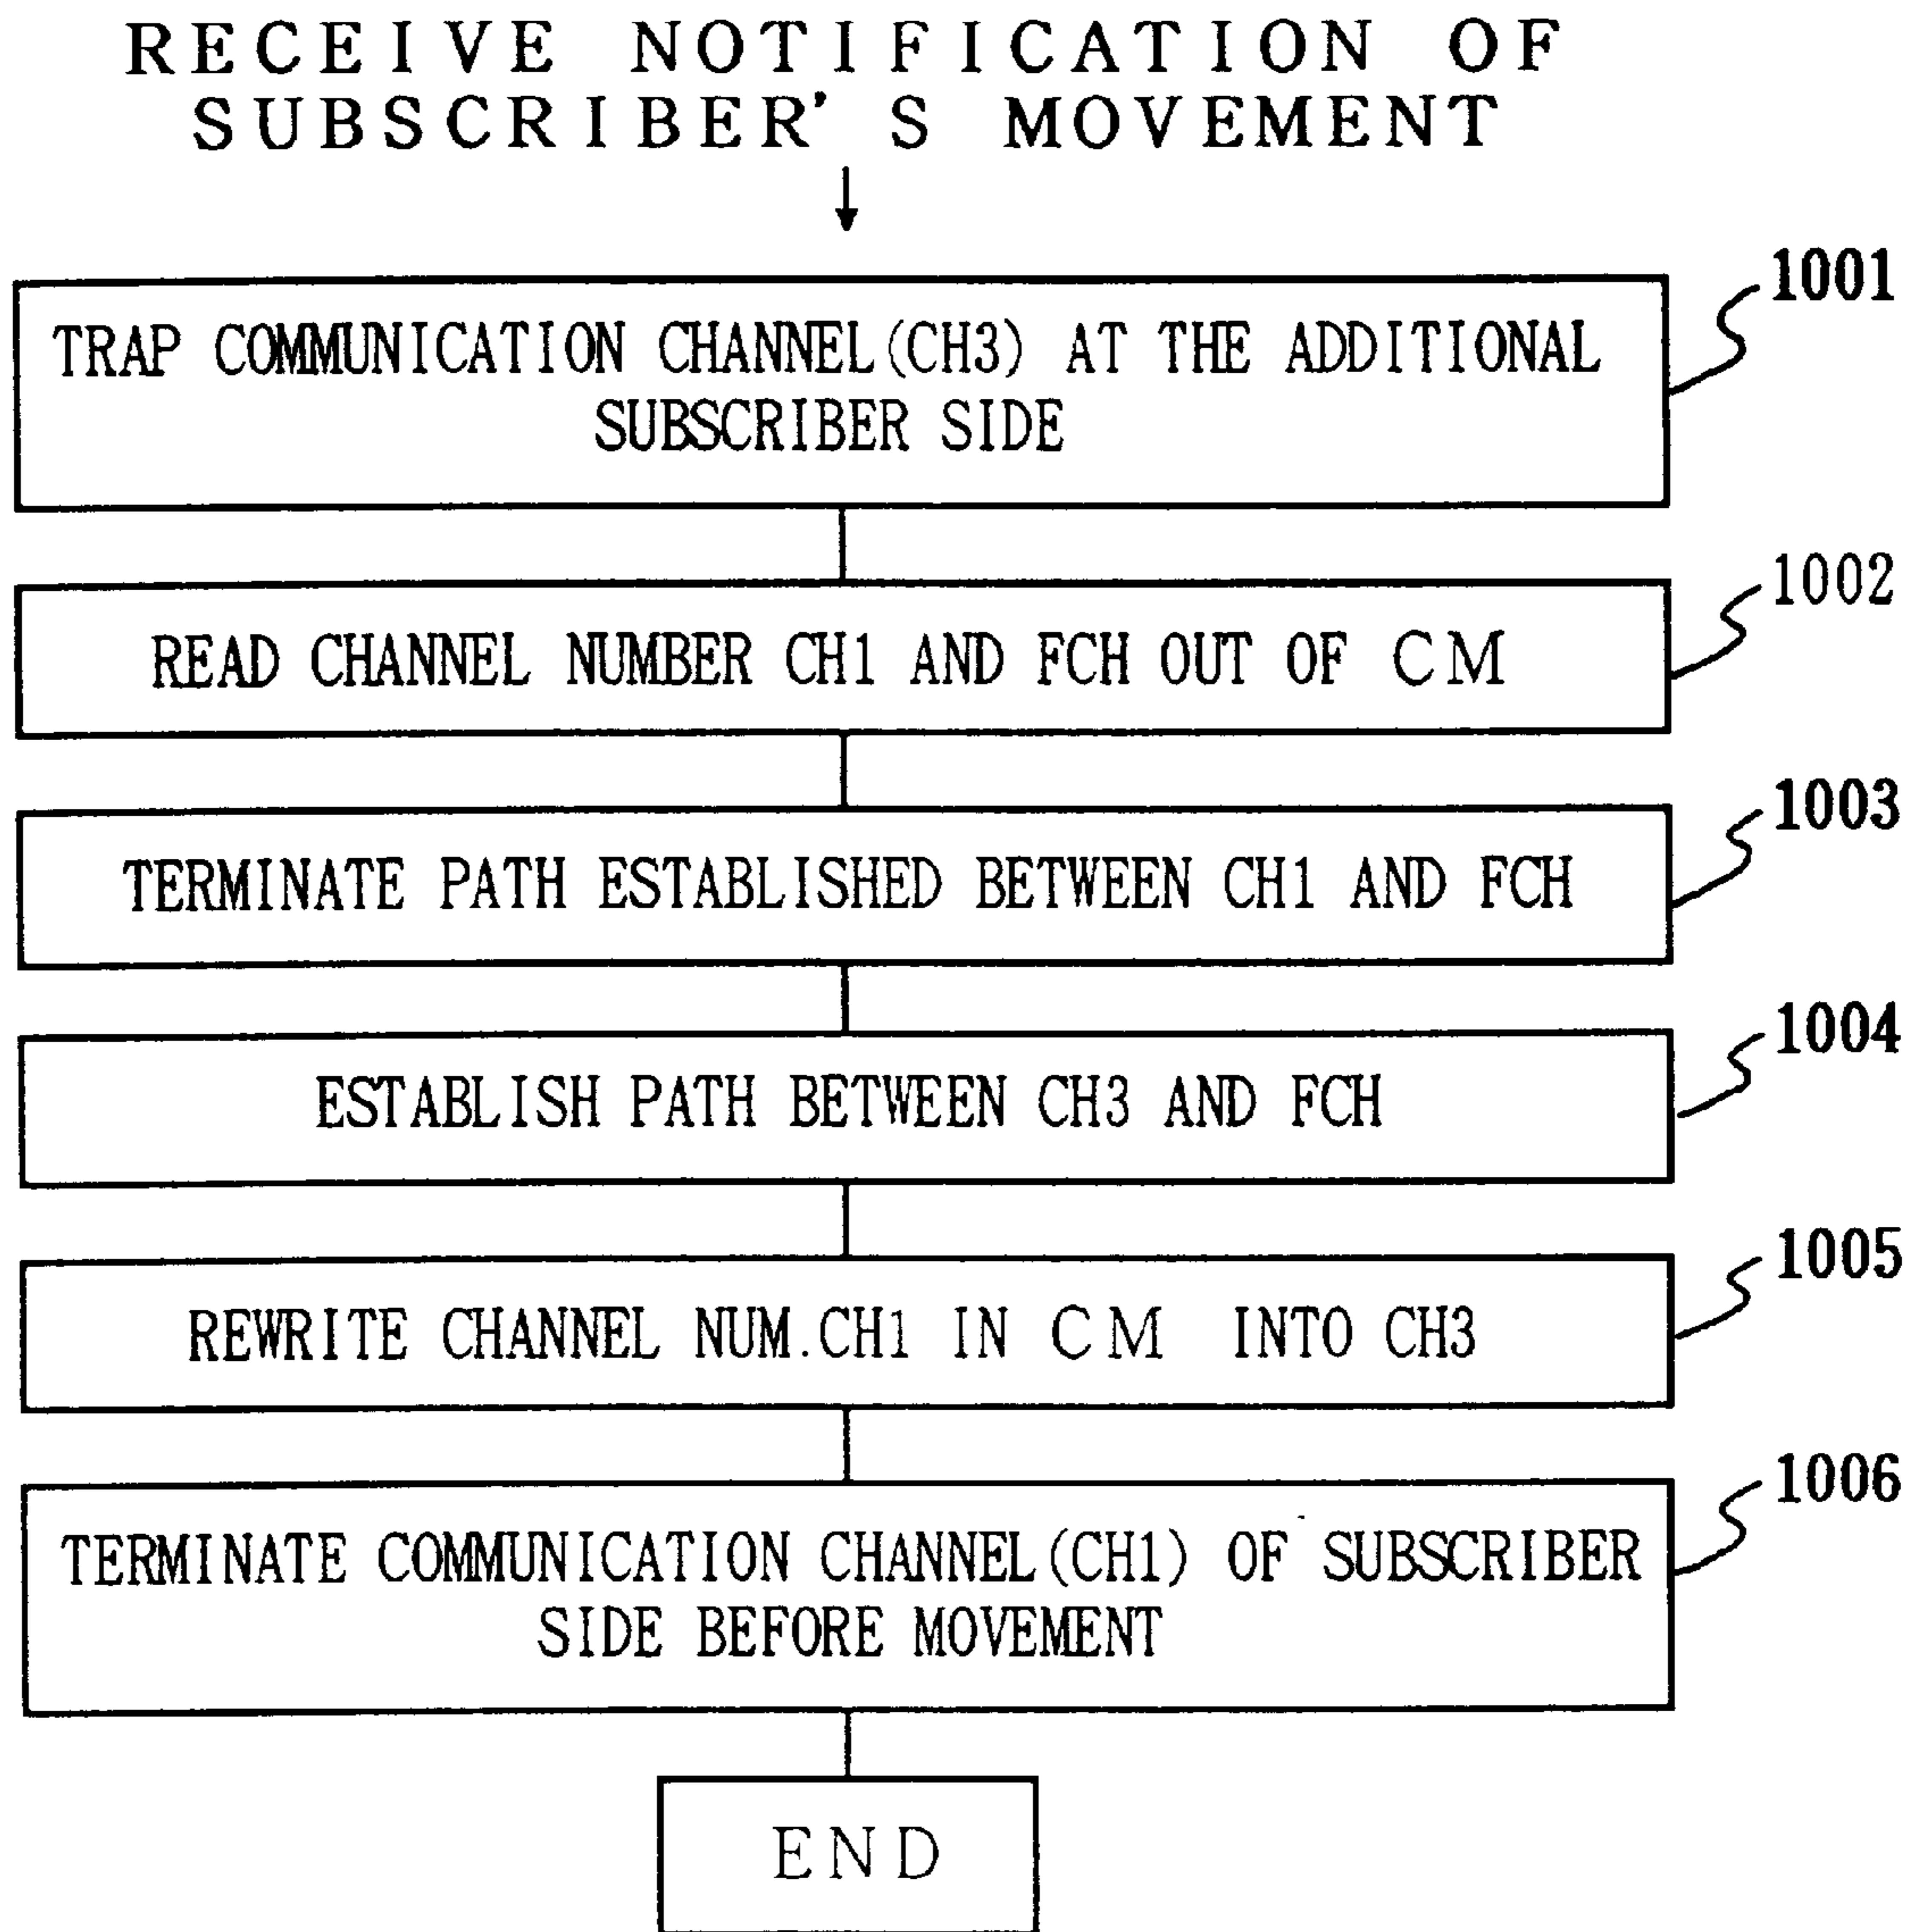 RECEIVE NOTIFICATION OF
SUBSCRIBER'S MOVEMENT
1001
TRAP COMMUNICATION CHANNEL(CH3) AT THE ADDITIONAL
SUBSCRIBER SIDE
1002
READ CHANNEL NUMBER CH1 AND FCH OUT OF CM
1003
TERMINATE PATH ESTABLISHED BETWEEN CH1 AND FCH
1004
ESTABLISH PATH BETWEEN CH3 AND FCH
1005
REWRITE CHANNEL NUM.CH1 IN CM INTO CH3
1006
TERMINATE COMMUNICATION CHANNEL(CH1) OF SUBSCRIBER
SIDE BEFORE MOVEMENT
END